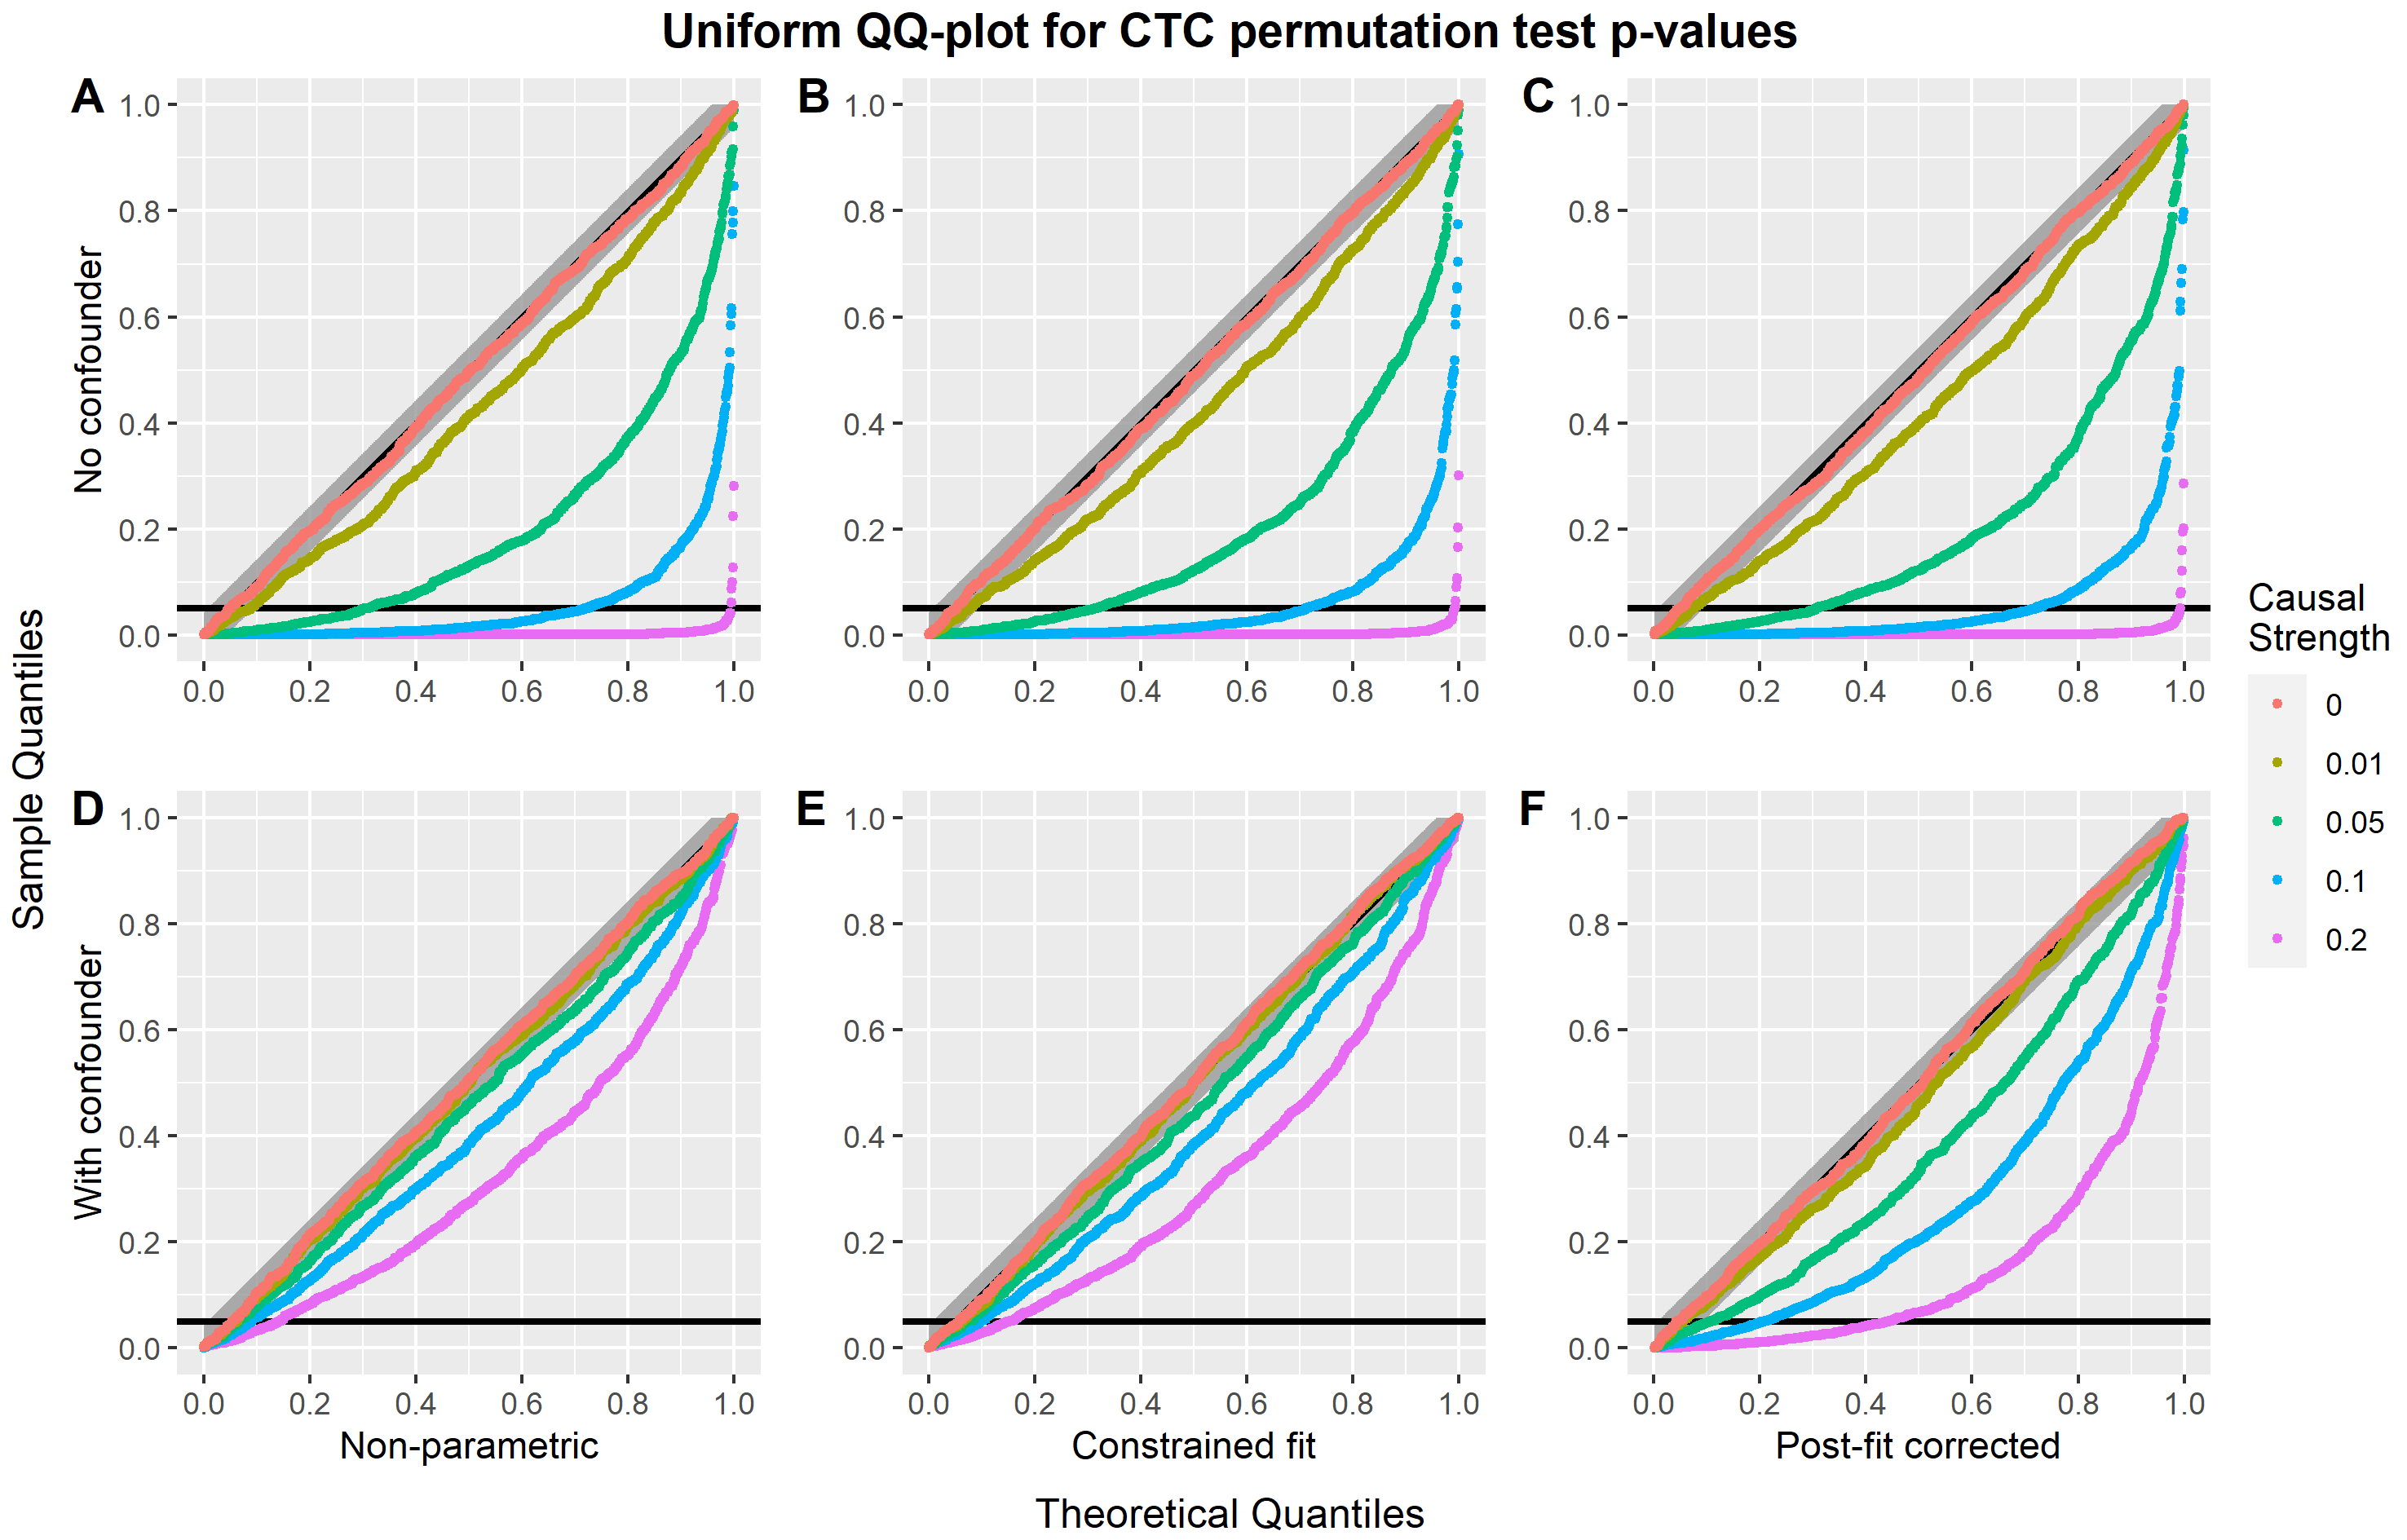 Uniform QQ-plot for CTC permutation test p-values
Sample Quantiles
No confounder
A
1.0
0.8
0.6
0.4
0.2
0.0
0.0 0.2 0.4 0.6 0.8 1.0
B
1.0
0.8
0.6
0.4
0.2
0.0
0.0 0.2 0.4 0.6 0.8 1.0
C
1.0
0.8
0.6
0.4
0.2
0.0
0.0 0.2 0.4 0.6 0.8 1.0
With confounder
D
1.0
0.8
0.6
0.4
0.2
0.0
0.0 0.2 0.4 0.6 0.8 1.0
Non-parametric
E
1.0
0.8
0.6
0.4
0.2
0.0
0.0 0.2 0.4 0.6 0.8 1.0
Constrained fit
F
1.0
0.8
0.6
0.4
0.2
0.0
0.0 0.2 0.4 0.6 0.8 1.0
Post-fit corrected
Theoretical Quantiles
Causal
Strength
0
0.01
0.05
0.1
0.2